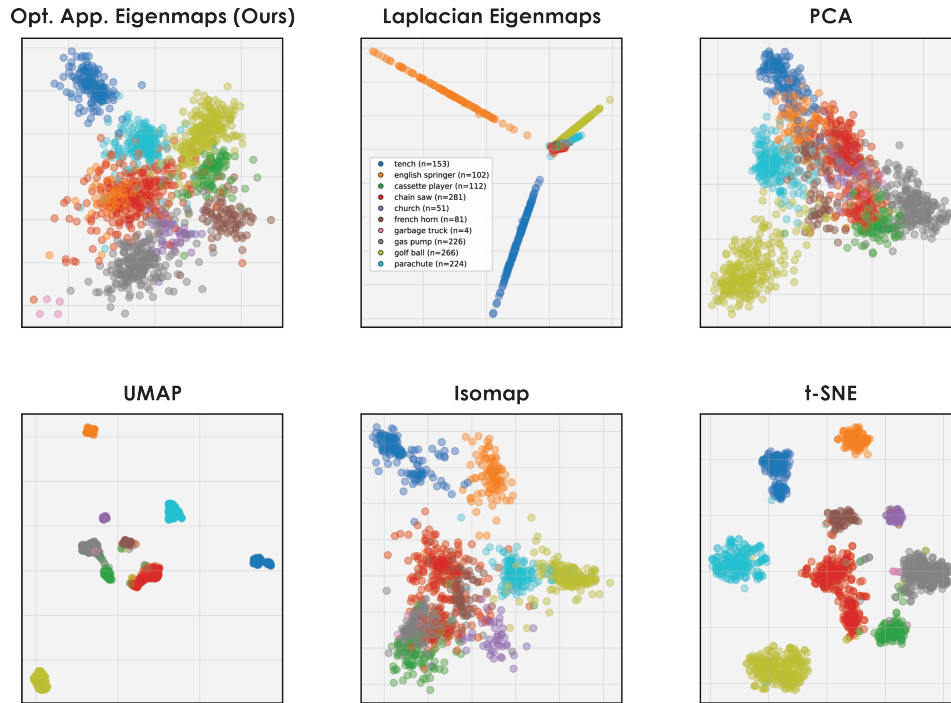 Opt. App. Eigenmaps (Ours)
Laplacian Eigenmaps
PCA
tench (n=153)
english springer (n=102)
cassette player (n=112)
chain saw (n=281)
church (n=51)
french horn (n=81)
garbage truck (n=4)
gas pump (n=226)
golf ball (n=266)
parachute (n=224)
UMAP
Isomap
t-SNE